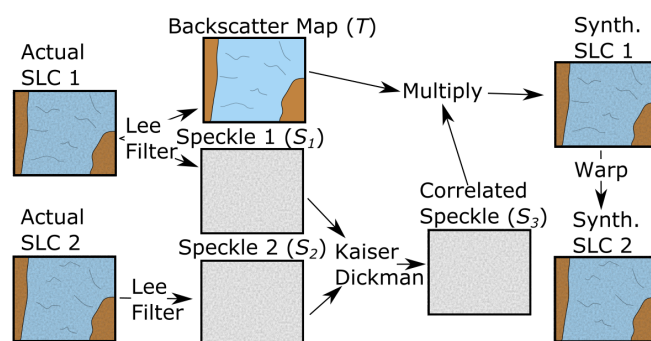 Backscatter Map (T)
Actual
SLC 1
Synth.
SLC 1
Multiply
Lee
Filter
Speckle 1 (S₁)
Warp
Correlated
Speckle (S₃)
Actual
SLC 2
Synth.
SLC 2
Speckle 2 (S₂)
Kaiser
Dickman
Lee
Filter